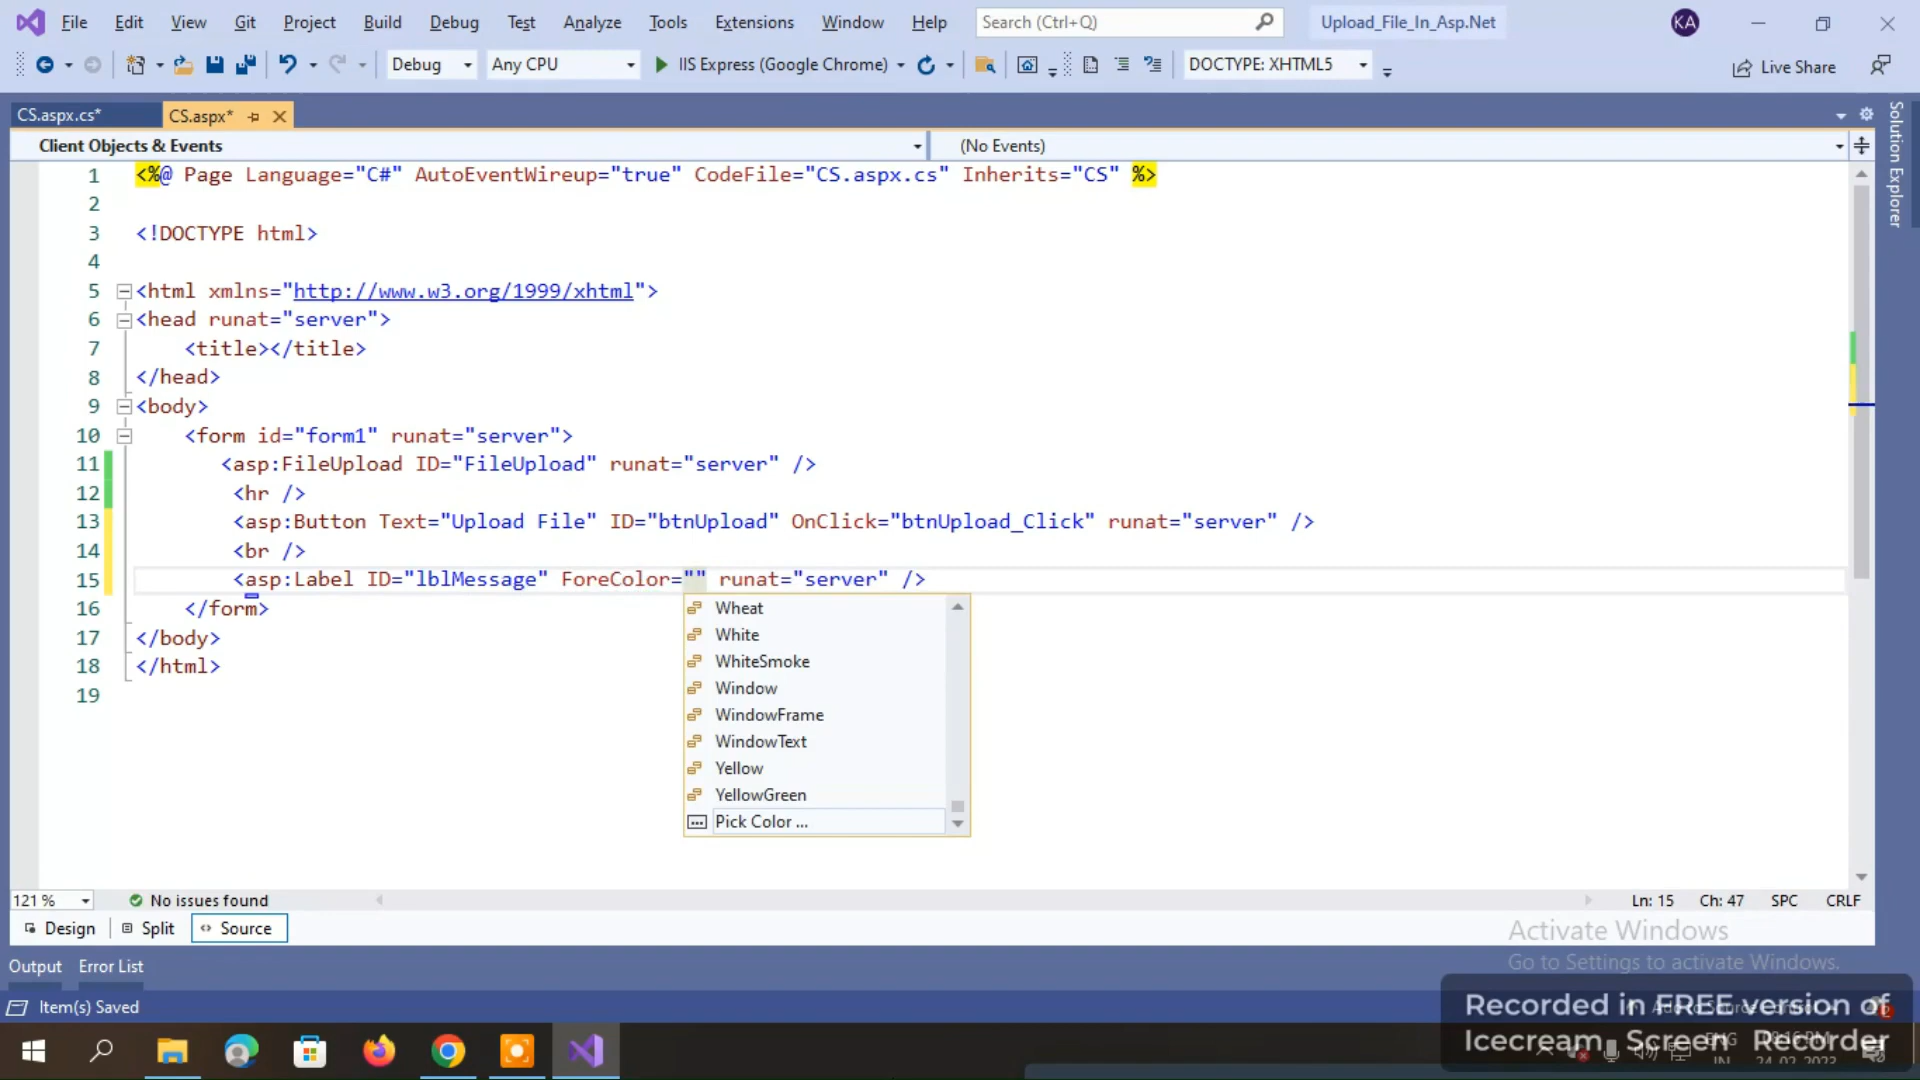 File Edit View Git Project Build Debug Test Analyze Tools Extensions Window Help Search (Ctrl+Q) Upload_File_In_Asp.Net KA
Debug Any CPU IIS Express (Google Chrome) DOCTYPE: XHTML5 Live Share
CS.aspx.cs* CS.aspx*
Client Objects & Events (No Events)
Solution Explorer
1 <%@ Page Language="C#" AutoEventWireup="true" CodeFile="CS.aspx.cs" Inherits="CS" %>
2
3 <!DOCTYPE html>
4
5 <html xmlns="http://www.w3.org/1999/xhtml">
6 <head runat="server">
7 <title></title>
8 </head>
9 <body>
10 <form id="form1" runat="server">
11 <asp:FileUpload ID="FileUpload" runat="server" />
12 <hr />
13 <asp:Button Text="Upload File" ID="btnUpload" OnClick="btnUpload_Click" runat="server" />
14 <br />
15 <asp:Label ID="lblMessage" ForeColor="" runat="server" />
16 </form>
17 </body>
18 </html>
19
Wheat
White
WhiteSmoke
Window
WindowFrame
WindowText
Yellow
YellowGreen
Pick Color ...
121 % No issues found Ln: 15 Ch: 47 SPC CRLF
Design Split Source
Activate Windows
Go to Settings to activate Windows.
Output Error List
Item(s) Saved
Recorded in FREE version of
Icecream Screen Recorder
ENG
IN
24-02-2023